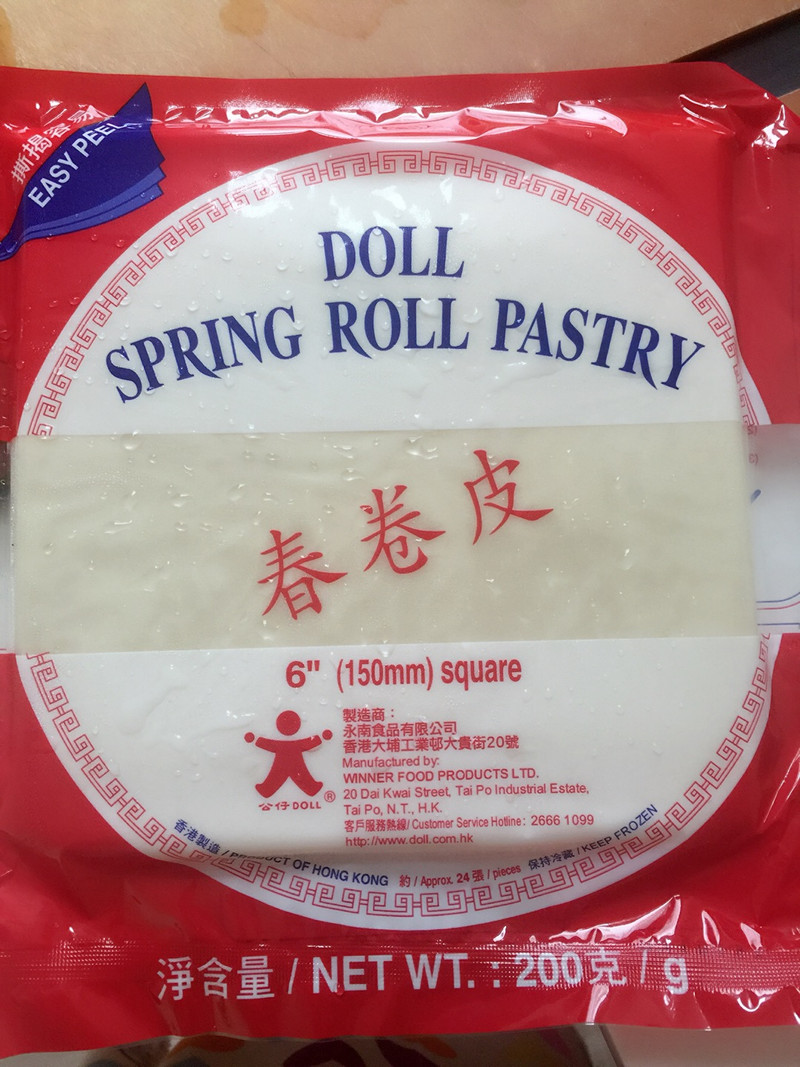 撕揭容易
EASY PEEL
DOLL
SPRING ROLL PASTRY
春卷皮
6" (150mm) square
製造商：
永南食品有限公司
香港大埔工業邨大貴街20號
Manufactured by:
WINNER FOOD PRODUCTS LTD.
20 Dai Kwai Street, Tai Po Industrial Estate,
Tai Po, N.T., H.K.
客戶服務熱線/ Customer Service Hotline: 2666 1099
http://www.doll.com.hk
公仔 DOLL ®
香港製造 / PRODUCT OF HONG KONG 約 / Approx. 24 張 / pieces 保持冷藏 / KEEP FROZEN
淨含量 / NET WT. : 200克 / g